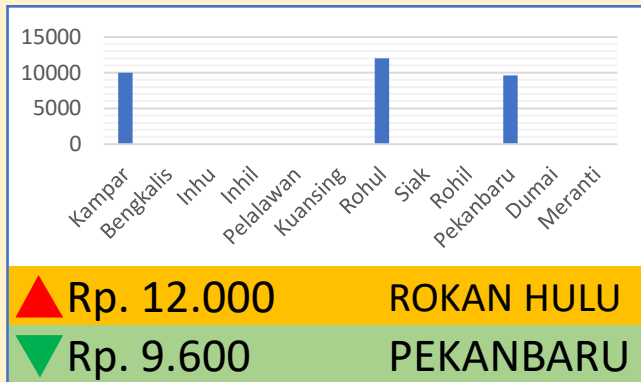 15000
10000
5000
0
Kampar
Bengkalis
Inhu
Inhil
Pelalawan
Kuansing
Rohul
Siak
Rohil
Pekanbaru
Dumai
Meranti
Rp. 12.000 ROKAN HULU
Rp. 9.600 PEKANBARU